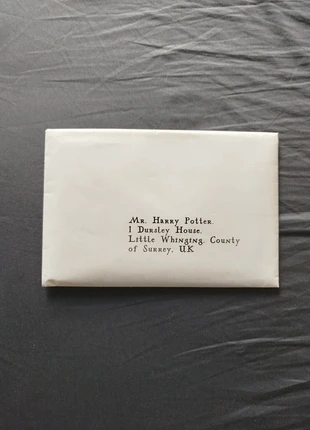 Mr. Harry Potter.
1 Dursley House.
Little Whinging, County
of Surrey, UK